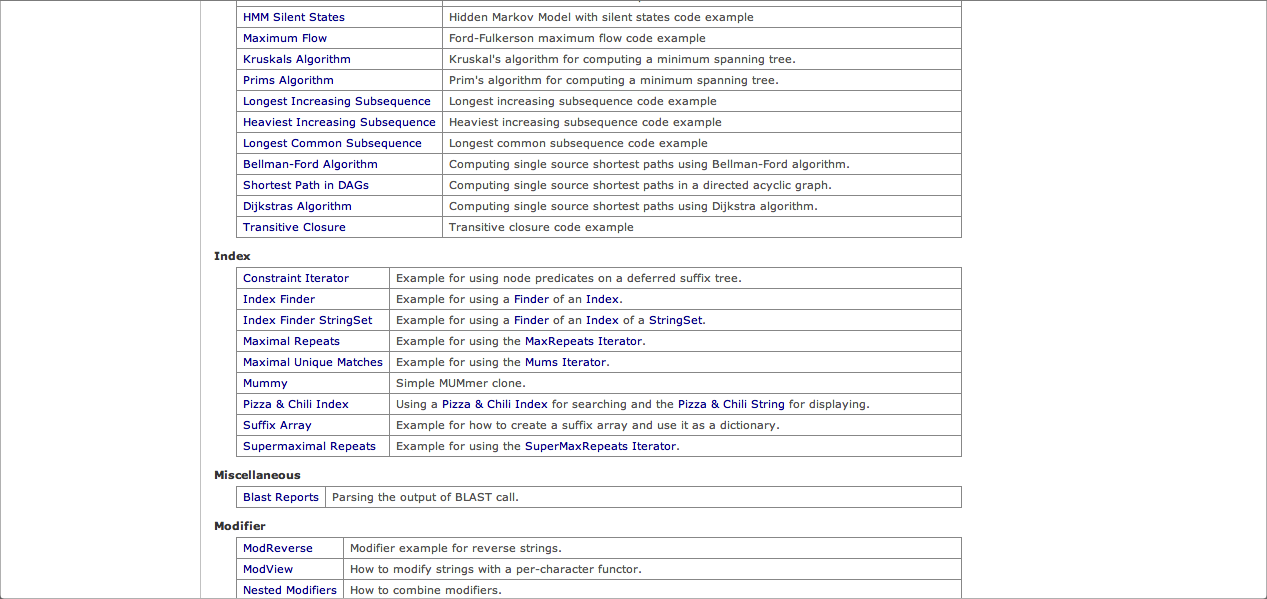 HMM Silent States Hidden Markov Model with silent states code example
Maximum Flow Ford-Fulkerson maximum flow code example
Kruskals Algorithm Kruskal's algorithm for computing a minimum spanning tree.
Prims Algorithm Prim's algorithm for computing a minimum spanning tree.
Longest Increasing Subsequence Longest increasing subsequence code example
Heaviest Increasing Subsequence Heaviest increasing subsequence code example
Longest Common Subsequence Longest common subsequence code example
Bellman-Ford Algorithm Computing single source shortest paths using Bellman-Ford algorithm.
Shortest Path in DAGs Computing single source shortest paths in a directed acyclic graph.
Dijkstras Algorithm Computing single source shortest paths using Dijkstra algorithm.
Transitive Closure Transitive closure code example
Index
Constraint Iterator Example for using node predicates on a deferred suffix tree.
Index Finder Example for using a Finder of an Index.
Index Finder StringSet Example for using a Finder of an Index of a StringSet.
Maximal Repeats Example for using the MaxRepeats Iterator.
Maximal Unique Matches Example for using the Mums Iterator.
Mummy Simple MUMmer clone.
Pizza & Chili Index Using a Pizza & Chili Index for searching and the Pizza & Chili String for displaying.
Suffix Array Example for how to create a suffix array and use it as a dictionary.
Supermaximal Repeats Example for using the SuperMaxRepeats Iterator.
Miscellaneous
Blast Reports Parsing the output of BLAST call.
Modifier
ModReverse Modifier example for reverse strings.
ModView How to modify strings with a per-character functor.
Nested Modifiers How to combine modifiers.